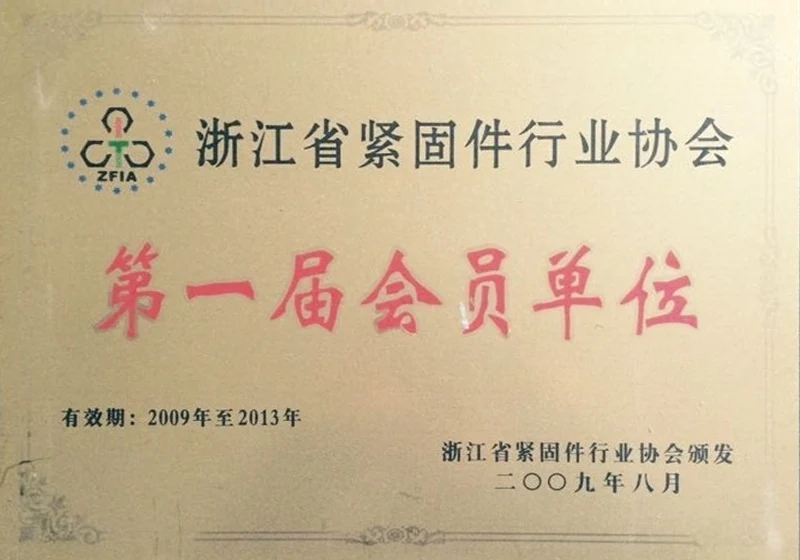 浙江省紧固件行业协会
ZFIA
第一届会员单位
有效期：2009年至2013年
浙江省紧固件行业协会颁发
二〇〇九年八月